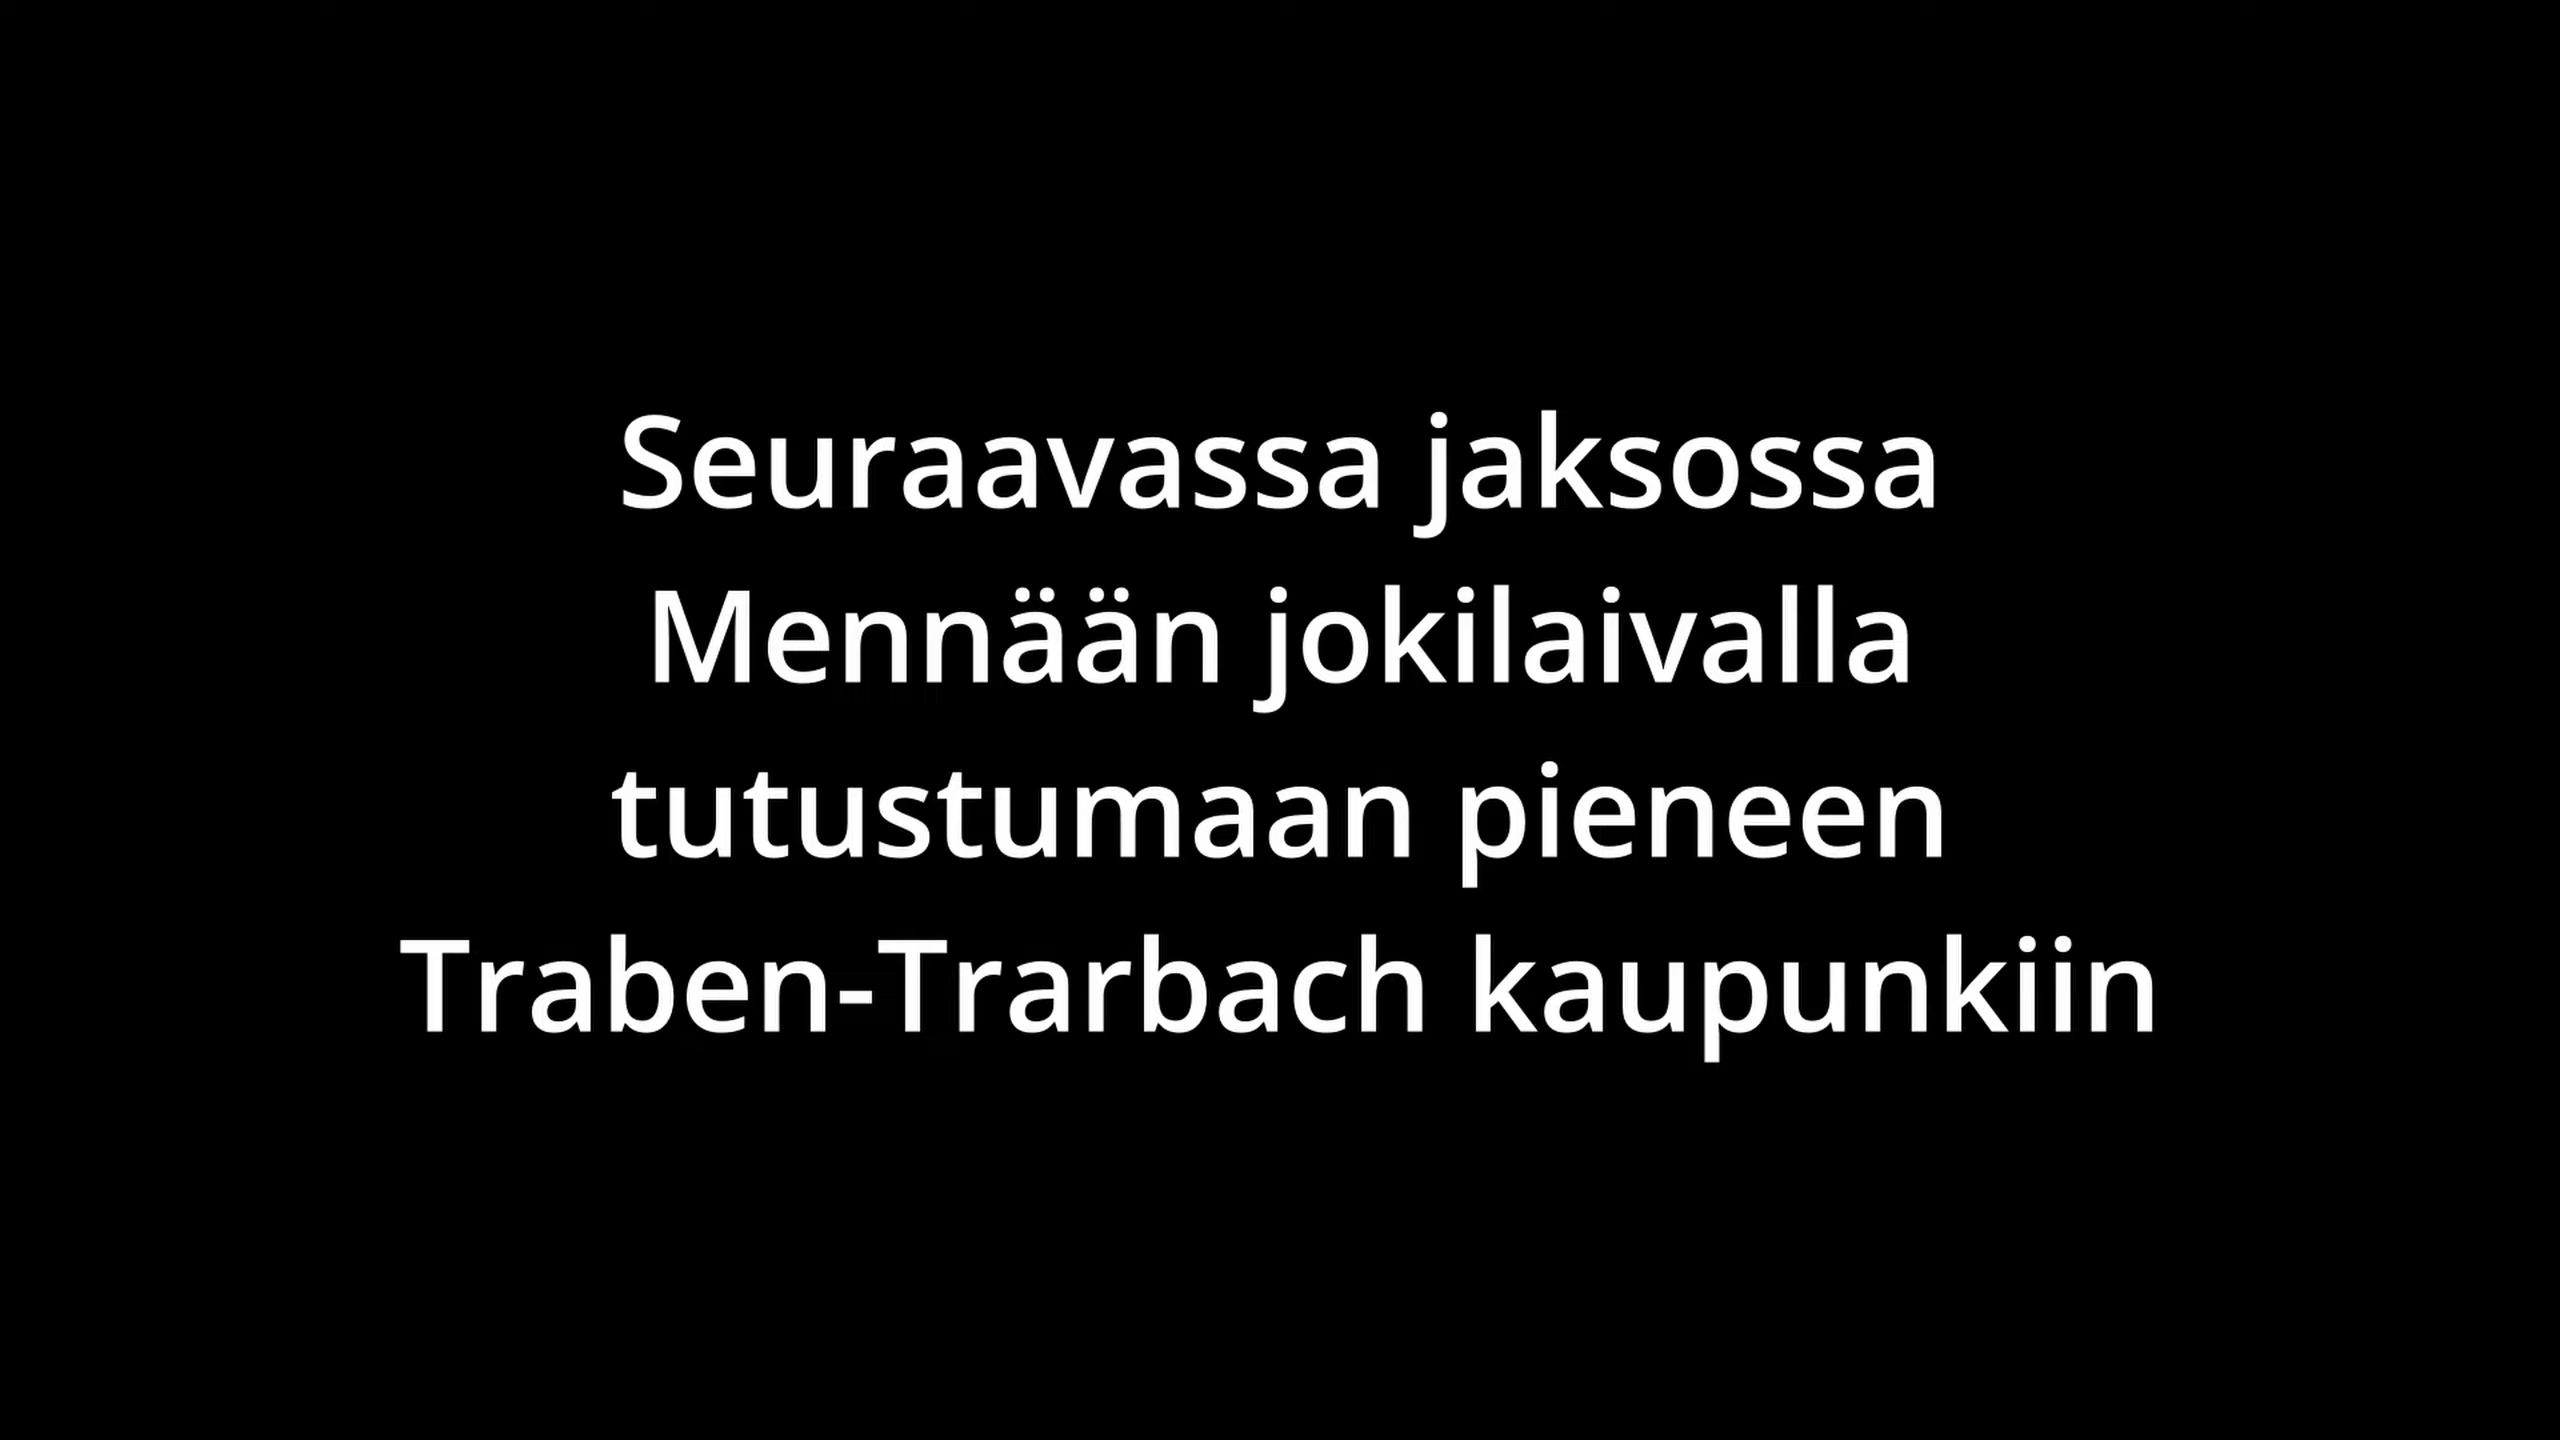 Seuraavassa jaksossa
Mennään jokilaivalla
tutustumaan pieneen
Traben-Trarbach kaupunkiin